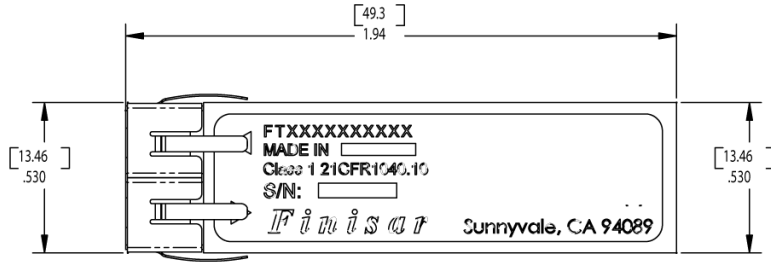 [49.3]
1.94
[13.46]
.530
FTXXXXXXXXXX
MADE IN
Class 1 21CFR1040.10
S/N:
Finisar
Sunnyvale, CA 94089
[13.46]
.530